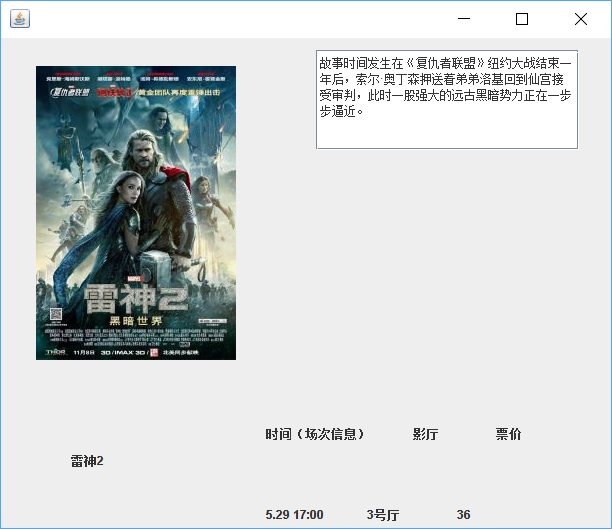 故事时间发生在《复仇者联盟》纽约大战结束一
年后，索尔·奥丁森押送着弟弟洛基回到仙宫接
受审判，此时一股强大的远古黑暗势力正在一步
步逼近。
复仇者联盟
黄金团队再度重锤出击
MARVEL
雷神2
黑暗世界
THOR
11月8日 3D / IMAX 3D
北美同步献映
时间（场次信息） 影厅 票价
雷神2
5.29 17:00 3号厅 36